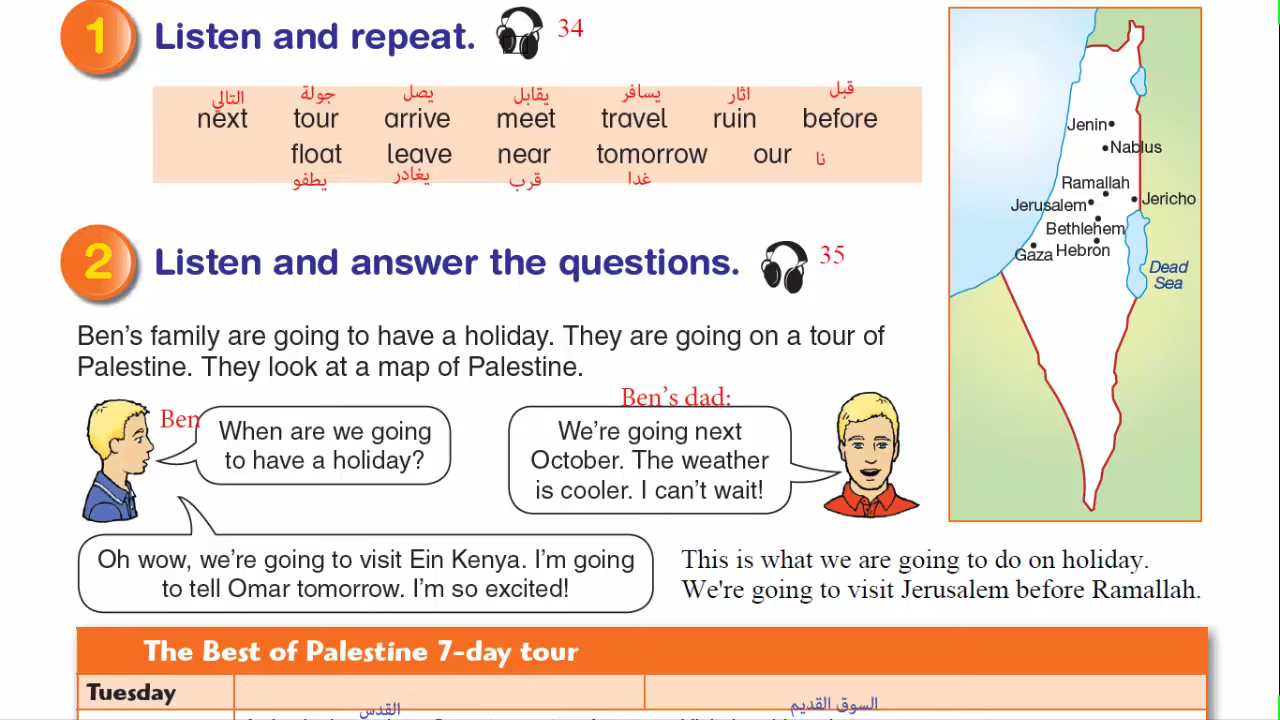 1 Listen and repeat. 34
التالي جولة يصل يقابل يسافر اثار قبل
next tour arrive meet travel ruin before
float leave near tomorrow our نا
يطفو يغادر قرب غدا
2 Listen and answer the questions. 35
Ben's family are going to have a holiday. They are going on a tour of
Palestine. They look at a map of Palestine.
Ben
When are we going
to have a holiday?
Ben's dad:
We're going next
October. The weather
is cooler. I can't wait!
Oh wow, we're going to visit Ein Kenya. I'm going
to tell Omar tomorrow. I'm so excited!
This is what we are going to do on holiday.
We're going to visit Jerusalem before Ramallah.
Jenin
Nablus
Ramallah
Jericho
Jerusalem
Bethlehem
Gaza
Hebron
Dead
Sea
The Best of Palestine 7-day tour
Tuesday
القدس السوق القديم